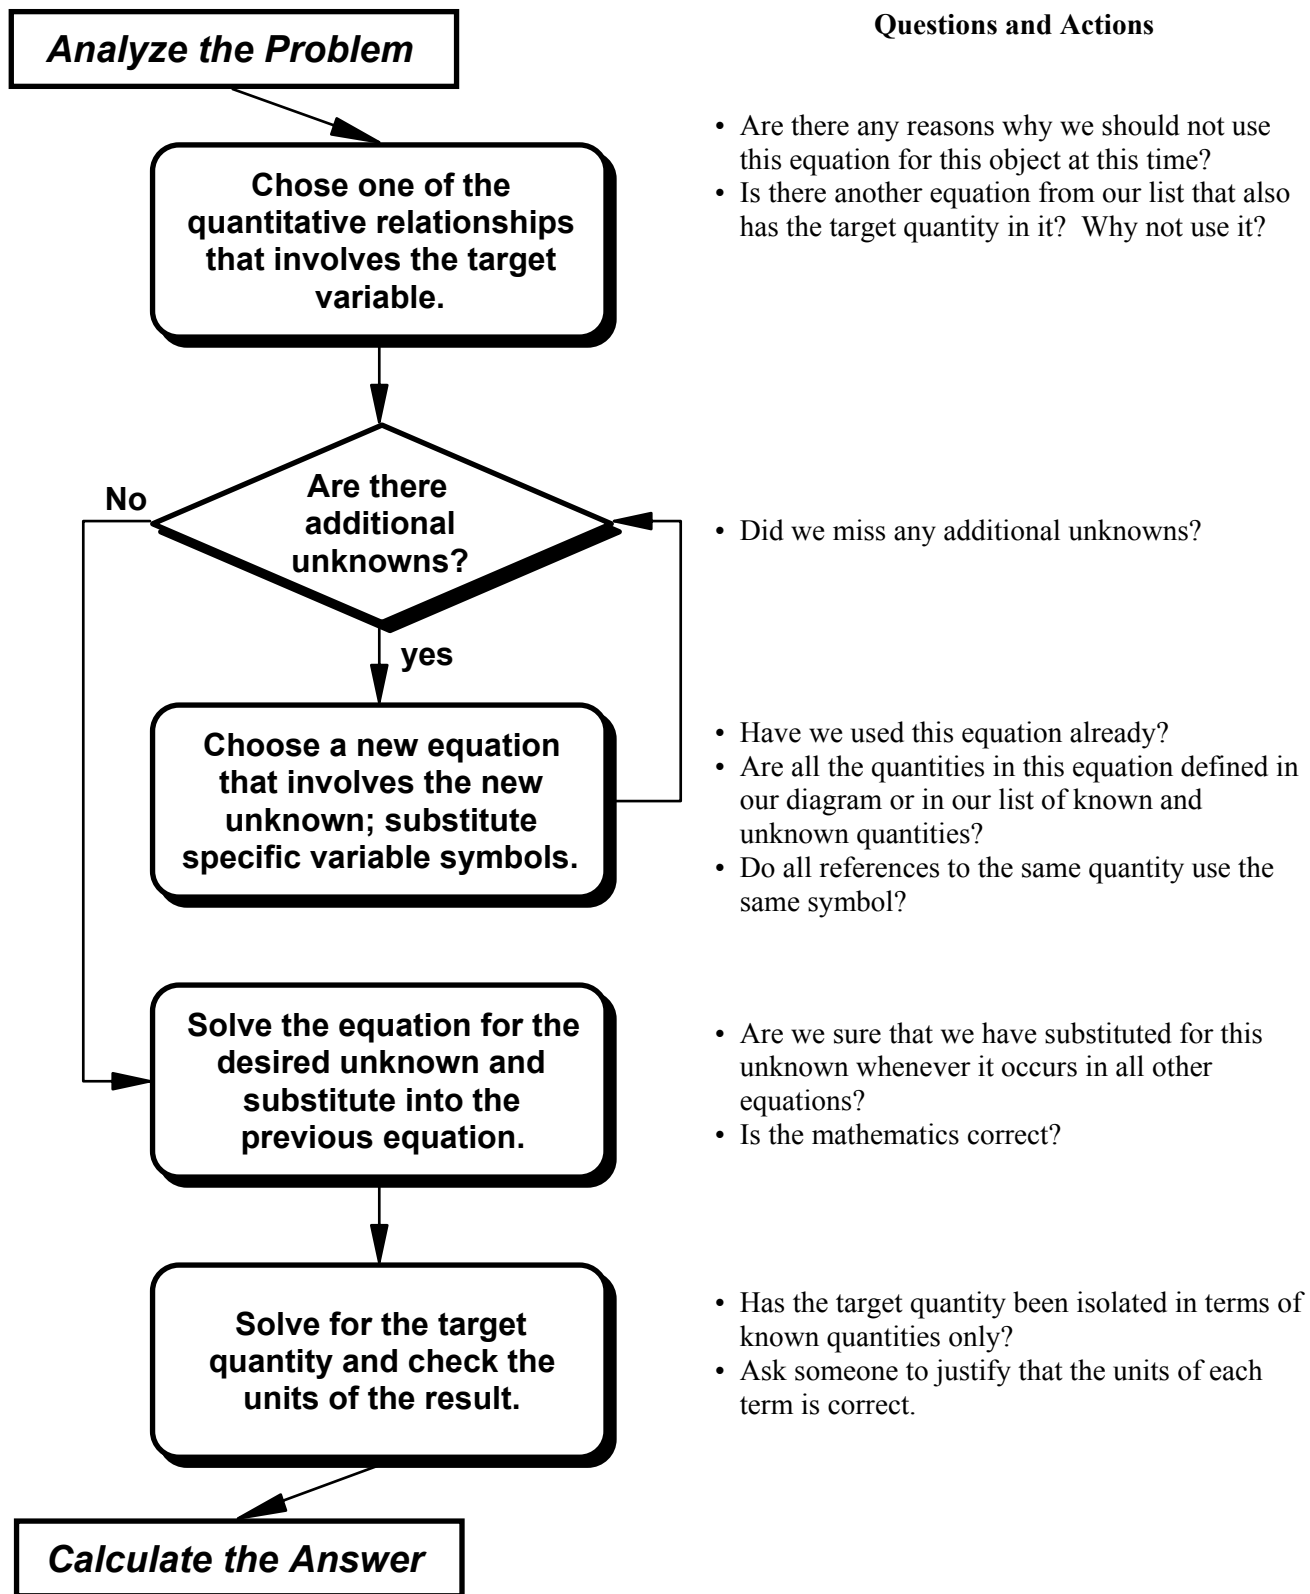 Analyze the Problem
Questions and Actions
Chose one of the
quantitative relationships
that involves the target
variable.
• Are there any reasons why we should not use
this equation for this object at this time?
• Is there another equation from our list that also
has the target quantity in it?  Why not use it?
No
Are there
additional
unknowns?
• Did we miss any additional unknowns?
yes
Choose a new equation
that involves the new
unknown; substitute
specific variable symbols.
• Have we used this equation already?
• Are all the quantities in this equation defined in
our diagram or in our list of known and
unknown quantities?
• Do all references to the same quantity use the
same symbol?
Solve the equation for the
desired unknown and
substitute into the
previous equation.
• Are we sure that we have substituted for this
unknown whenever it occurs in all other
equations?
• Is the mathematics correct?
Solve for the target
quantity and check the
units of the result.
• Has the target quantity been isolated in terms of
known quantities only?
• Ask someone to justify that the units of each
term is correct.
Calculate the Answer